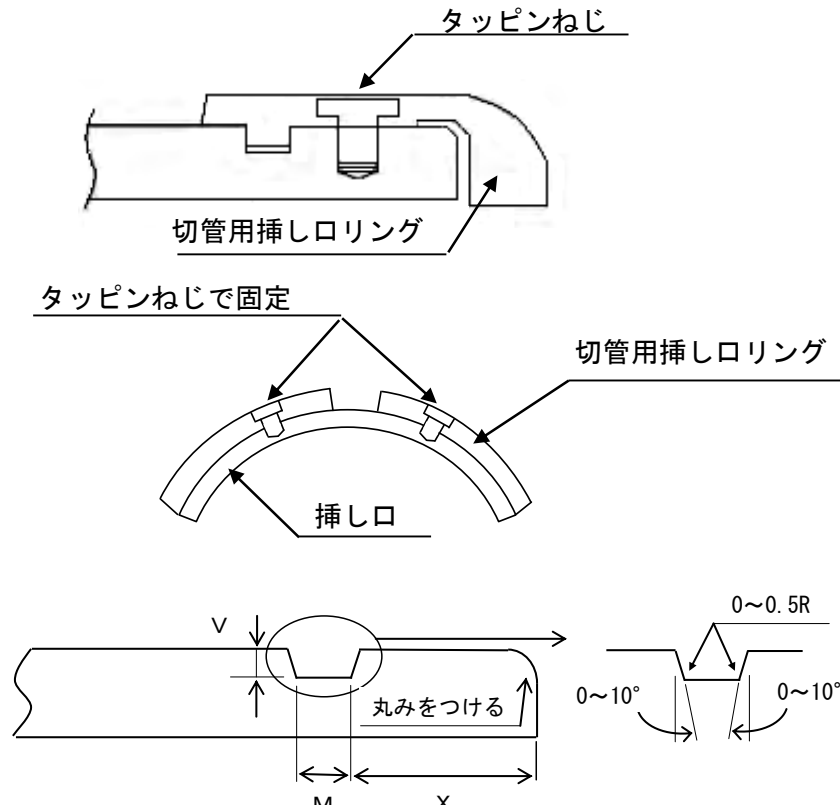 タッピンねじ
切管用挿し口リング
タッピンねじで固定
切管用挿し口リング
挿し口
V
0～0.5R
0～10°
0～10°
丸みをつける
M
X